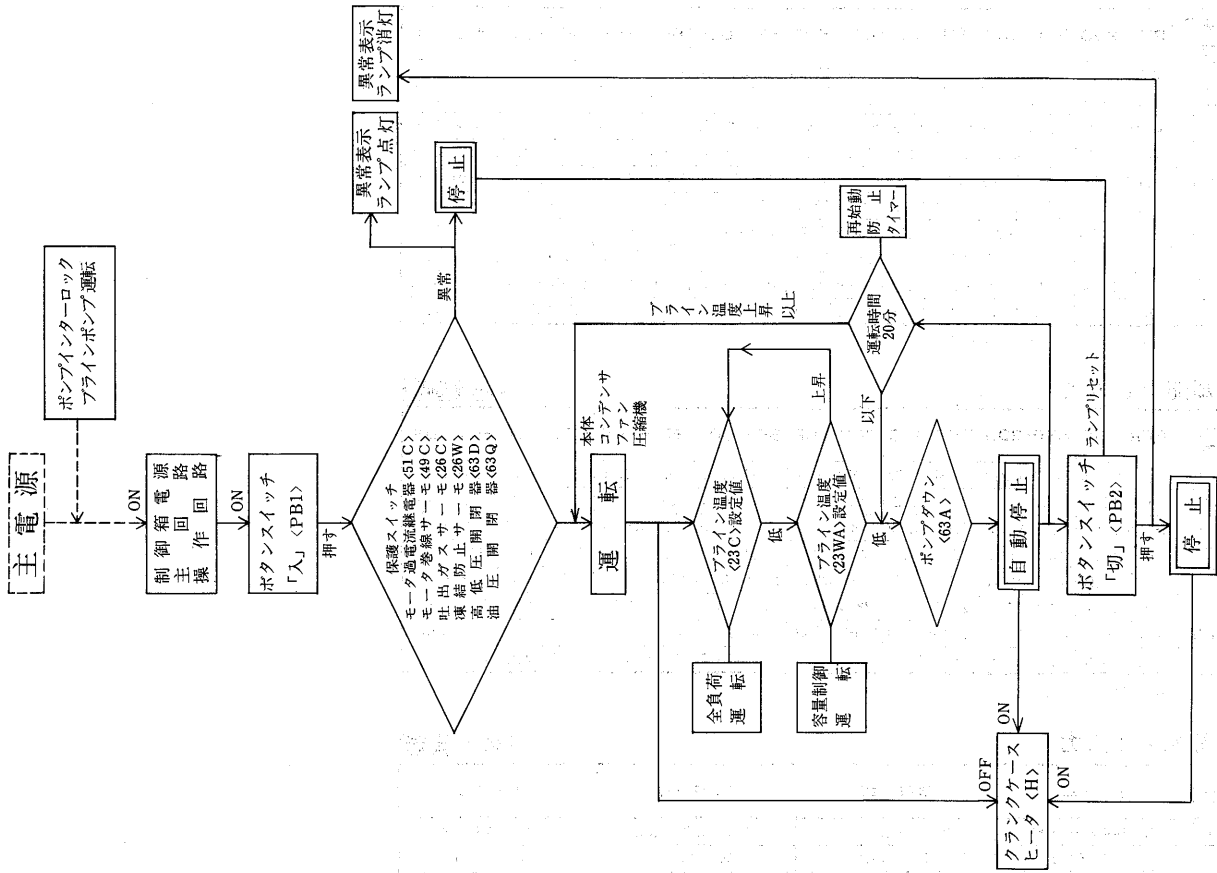 主電源
ポンプインターロック
ブラインポンプ運転
ON
制御箱電源
主回路
操作回路
ON
ボタンスイッチ
「入」<PB1>
押す
保護スイッチ
モータ過電流継電器<51C>
モータ巻線サーモ<49C>
吐出ガスサーモ<26C>
凍結防止サーモ<26W>
高低圧開閉器<63D>
油圧開閉器<63Q>
異常
異常表示
ランプ点灯
異常表示
ランプ消灯
停止
運転
本体
コンデンサ
ファン
圧縮機
ブライン温度
<23C>設定値
全負荷
運転
低
ブライン温度
<23WA>設定値
容量制御
運転
上昇
低
ポンプダウン
<63A>
以下
運転時間
20分
再始動
防止
タイマー
ブライン温度
上昇
以上
自動停止
ボタンスイッチ
「切」<PB2>
ランプリセット
押す
停止
クランクケース
ヒータ<H>
OFF
ON
ON